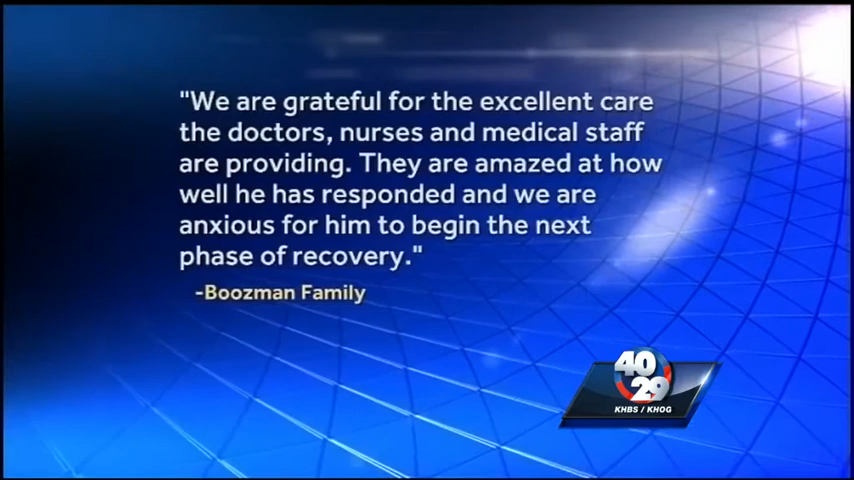 "We are grateful for the excellent care
the doctors, nurses and medical staff
are providing. They are amazed at how
well he has responded and we are
anxious for him to begin the next
phase of recovery."
-Boozman Family
40
29
KHBS / KHOG